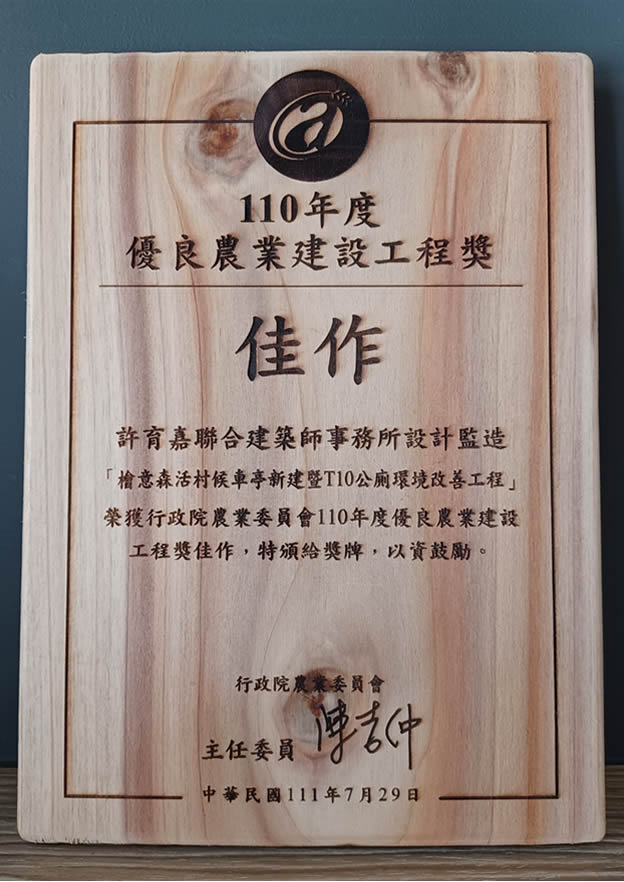 110年度
優良農業建設工程獎
佳作
許育嘉聯合建築師事務所設計監造
「檜意森活村候車亭新建暨T10公廁環境改善工程」
榮獲行政院農業委員會110年度優良農業建設
工程獎佳作，特頒給獎牌，以資鼓勵。
行政院農業委員會
主任委員 陳吉仲
中華民國111年7月29日